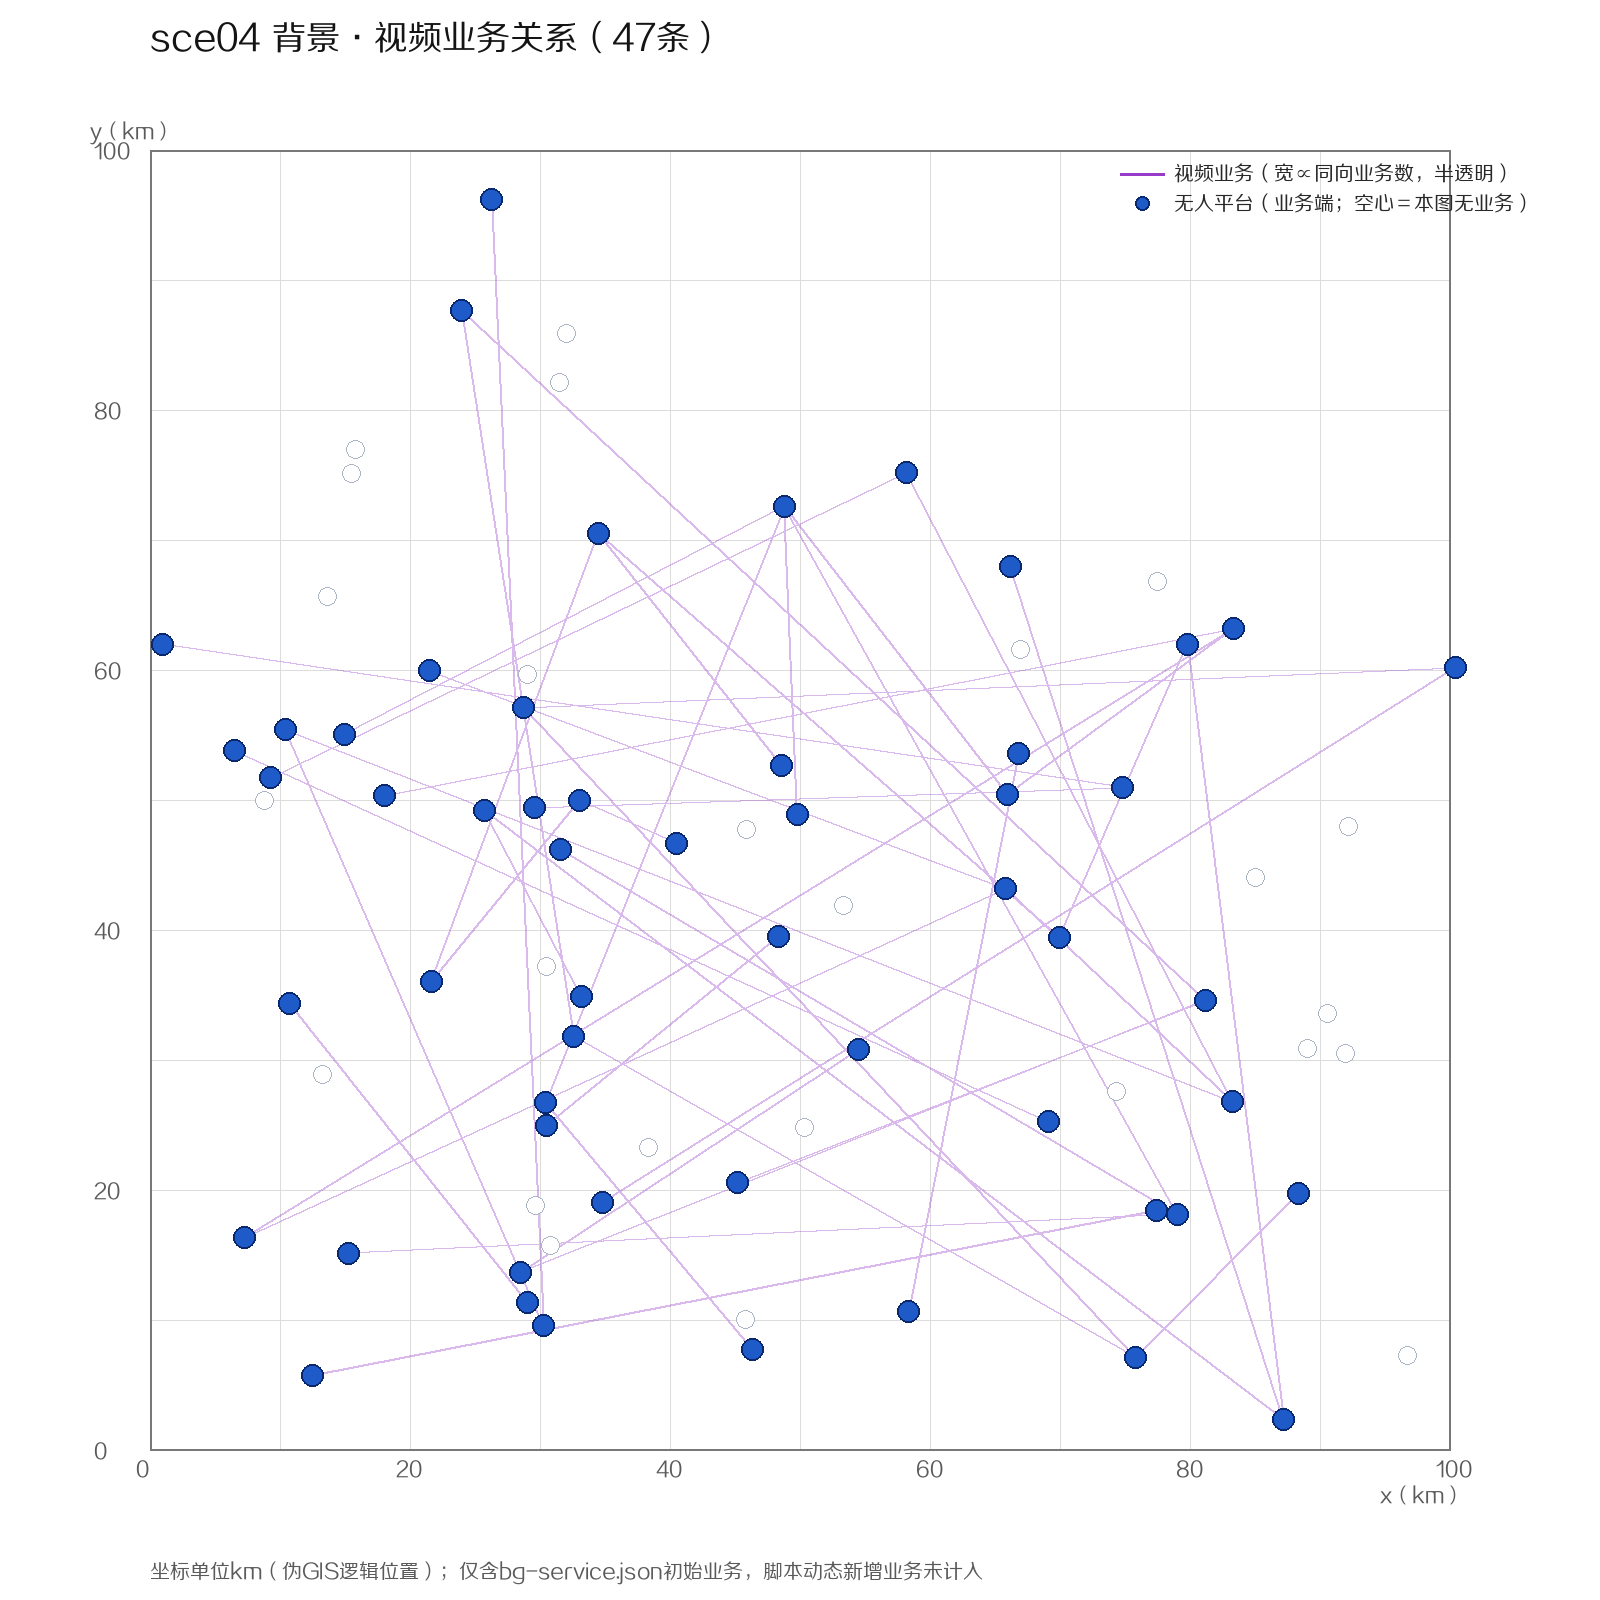 sce04 背景·视频业务关系（47条）
y（km）
100
视频业务（宽∝同向业务数，半透明）
无人平台（业务端；空心＝本图无业务）
80
60
40
20
0
0 20 40 60 80 100
x（km）
坐标单位km（伪GIS逻辑位置）；仅含bg-service.json初始业务，脚本动态新增业务未计入